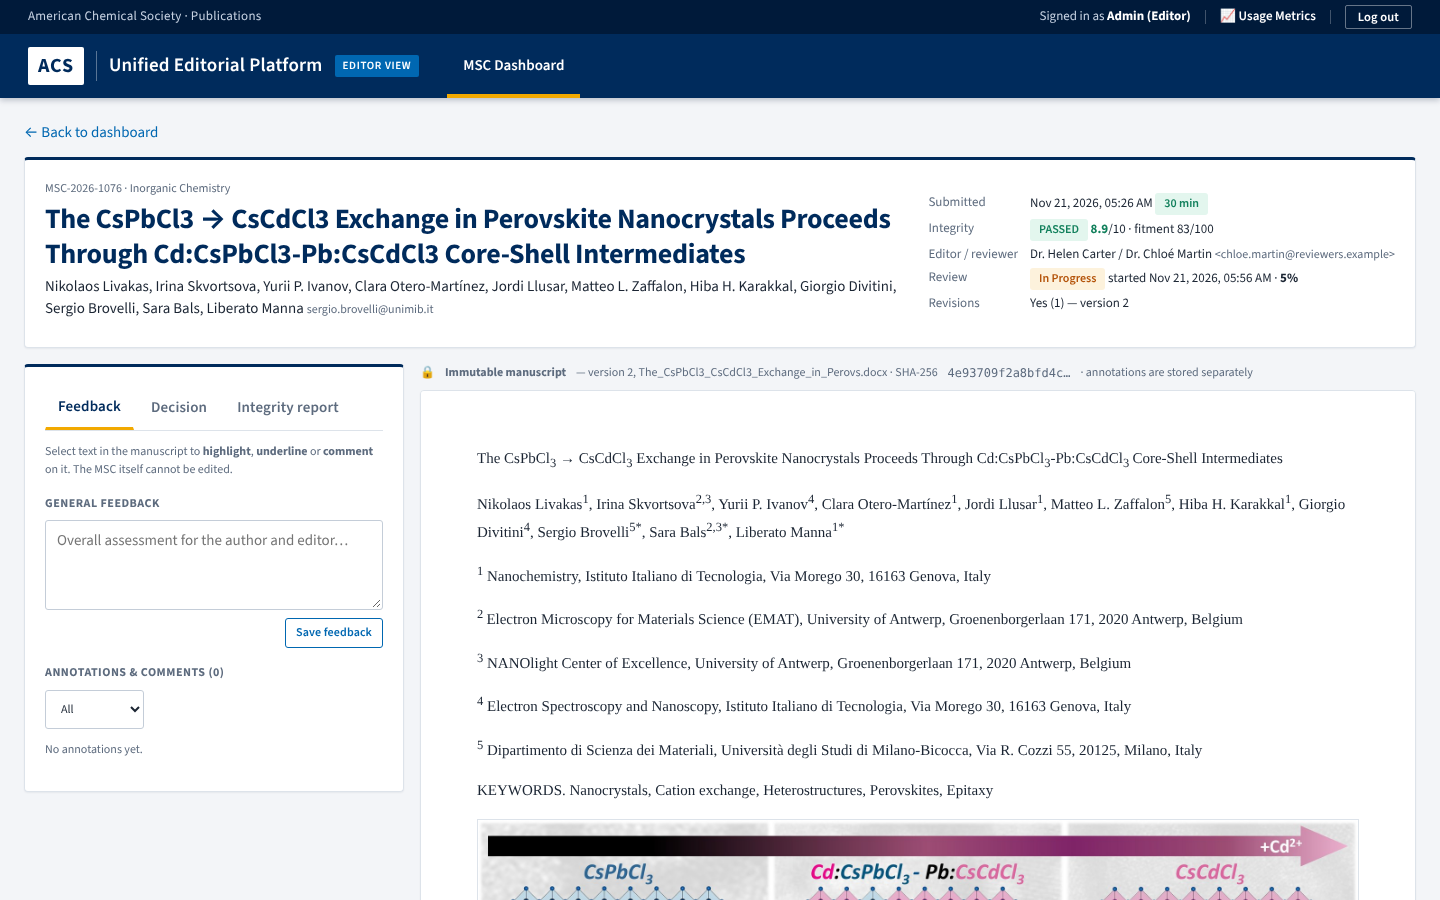 American Chemical Society · Publications
Signed in as Admin (Editor)
📈 Usage Metrics
Log out
ACS
Unified Editorial Platform
EDITOR VIEW
MSC Dashboard
← Back to dashboard
MSC-2026-1076 · Inorganic Chemistry
The CsPbCl3 → CsCdCl3 Exchange in Perovskite Nanocrystals Proceeds
Through Cd:CsPbCl3-Pb:CsCdCl3 Core-Shell Intermediates
Nikolaos Livakas, Irina Skvortsova, Yurii P. Ivanov, Clara Otero-Martínez, Jordi Llusar, Matteo L. Zaffalon, Hiba H. Karakkal, Giorgio Divitini,
Sergio Brovelli, Sara Bals, Liberato Manna sergio.brovelli@unimib.it
Submitted Nov 21, 2026, 05:26 AM 30 min
Integrity PASSED 8.9/10 · fitment 83/100
Editor / reviewer Dr. Helen Carter / Dr. Chloé Martin <chloe.martin@reviewers.example>
Review In Progress started Nov 21, 2026, 05:56 AM · 5%
Revisions Yes (1) — version 2
Feedback
Decision
Integrity report
Select text in the manuscript to highlight, underline or comment
on it. The MSC itself cannot be edited.
GENERAL FEEDBACK
Overall assessment for the author and editor…
Save feedback
ANNOTATIONS & COMMENTS (0)
All
No annotations yet.
🔒 Immutable manuscript — version 2, The_CsPbCl3_CsCdCl3_Exchange_in_Perovs.docx · SHA-256 4e93709f2a8bfd4c… · annotations are stored separately
The CsPbCl₃ → CsCdCl₃ Exchange in Perovskite Nanocrystals Proceeds Through Cd:CsPbCl₃-Pb:CsCdCl₃ Core-Shell Intermediates
Nikolaos Livakas¹, Irina Skvortsova²,³, Yurii P. Ivanov⁴, Clara Otero-Martínez¹, Jordi Llusar¹, Matteo L. Zaffalon⁵, Hiba H. Karakkal¹, Giorgio
Divitini⁴, Sergio Brovelli⁵*, Sara Bals²,³*, Liberato Manna¹*
¹ Nanochemistry, Istituto Italiano di Tecnologia, Via Morego 30, 16163 Genova, Italy
² Electron Microscopy for Materials Science (EMAT), University of Antwerp, Groenenborgerlaan 171, 2020 Antwerp, Belgium
³ NANOlight Center of Excellence, University of Antwerp, Groenenborgerlaan 171, 2020 Antwerp, Belgium
⁴ Electron Spectroscopy and Nanoscopy, Istituto Italiano di Tecnologia, Via Morego 30, 16163 Genova, Italy
⁵ Dipartimento di Scienza dei Materiali, Università degli Studi di Milano-Bicocca, Via R. Cozzi 55, 20125, Milano, Italy
KEYWORDS. Nanocrystals, Cation exchange, Heterostructures, Perovskites, Epitaxy
+Cd²⁺
CsPbCl₃
Cd:CsPbCl₃ - Pb:CsCdCl₃
CsCdCl₃